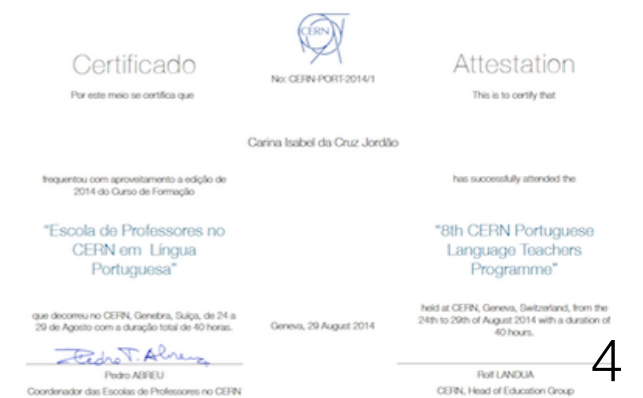 CERN
Certificado
Por este meio se certifica que
No: CERN-PORT-2014/1
Attestation
This is to certify that
Carina Isabel da Cruz Jordão
frequentou com aproveitamento a edição de
2014 do Curso de Formação
has successfully attended the
"Escola de Professores no
CERN em Língua
Portuguesa"
"8th CERN Portuguese
Language Teachers
Programme"
que decorreu no CERN, Genebra, Suíça, de 24 a
29 de Agosto com a duração total de 40 horas.
Geneva, 29 August 2014
held at CERN, Geneva, Switzerland, from the
24th to 29th of August 2014 with a duration of
40 hours.
Pedro T. Abreu
Pedro ABREU
Coordenador das Escolas de Professores no CERN
Rolf LANDUA
CERN, Head of Education Group
4